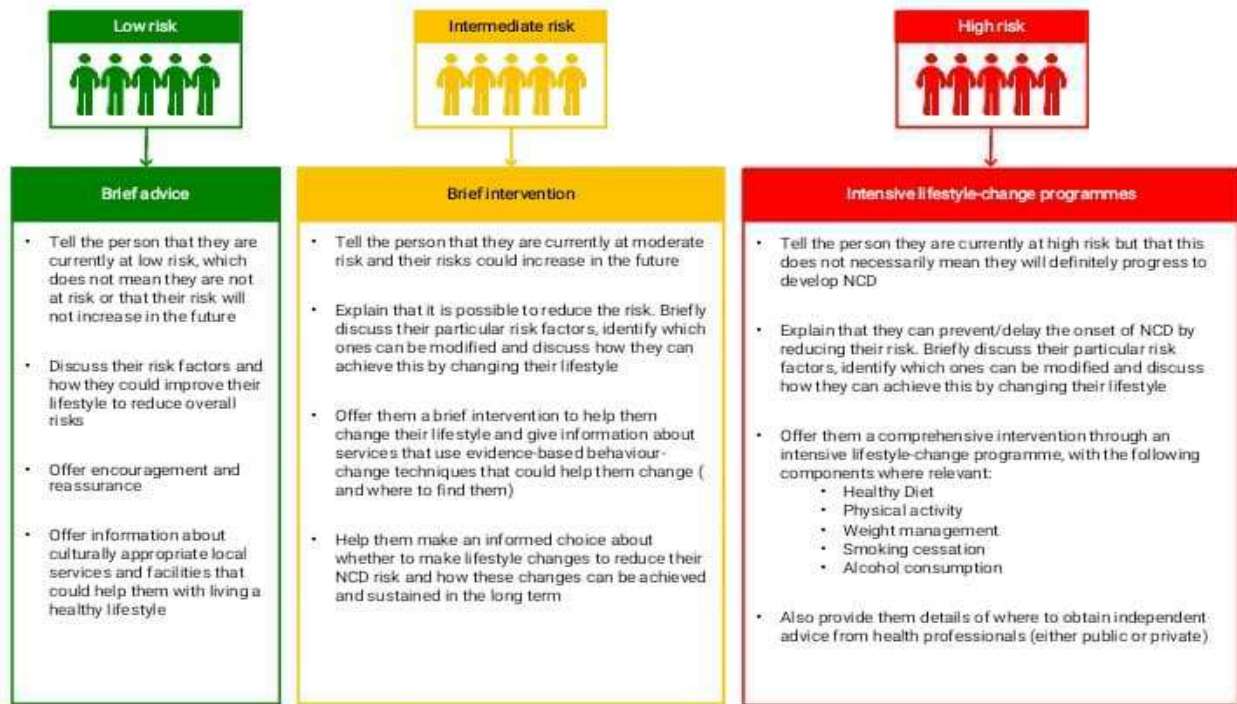 Low risk
Intermediate risk
High risk
Brief advice
• Tell the person that they are
currently at low risk, which
does not mean they are not
at risk or that their risk will
not increase in the future
• Discuss their risk factors and
how they could improve their
lifestyle to reduce overall
risks
• Offer encouragement and
reassurance
• Offer information about
culturally appropriate local
services and facilities that
could help them with living a
healthy lifestyle
Brief intervention
• Tell the person that they are currently at moderate
risk and their risks could increase in the future
• Explain that it is possible to reduce the risk. Briefly
discuss their particular risk factors, identify which
ones can be modified and discuss how they can
achieve this by changing their lifestyle
• Offer them a brief intervention to help them
change their lifestyle and give information about
services that use evidence-based behaviour-
change techniques that could help them change (
and where to find them)
• Help them make an informed choice about
whether to make lifestyle changes to reduce their
NCD risk and how these changes can be achieved
and sustained in the long term
Intensive lifestyle-change programmes
• Tell the person they are currently at high risk but that this
does not necessarily mean they will definitely progress to
develop NCD
• Explain that they can prevent/delay the onset of NCD by
reducing their risk. Briefly discuss their particular risk
factors, identify which ones can be modified and discuss
how they can achieve this by changing their lifestyle
• Offer them a comprehensive intervention through an
intensive lifestyle-change programme, with the following
components where relevant:
• Healthy Diet
• Physical activity
• Weight management
• Smoking cessation
• Alcohol consumption
• Also provide them details of where to obtain independent
advice from health professionals (either public or private)